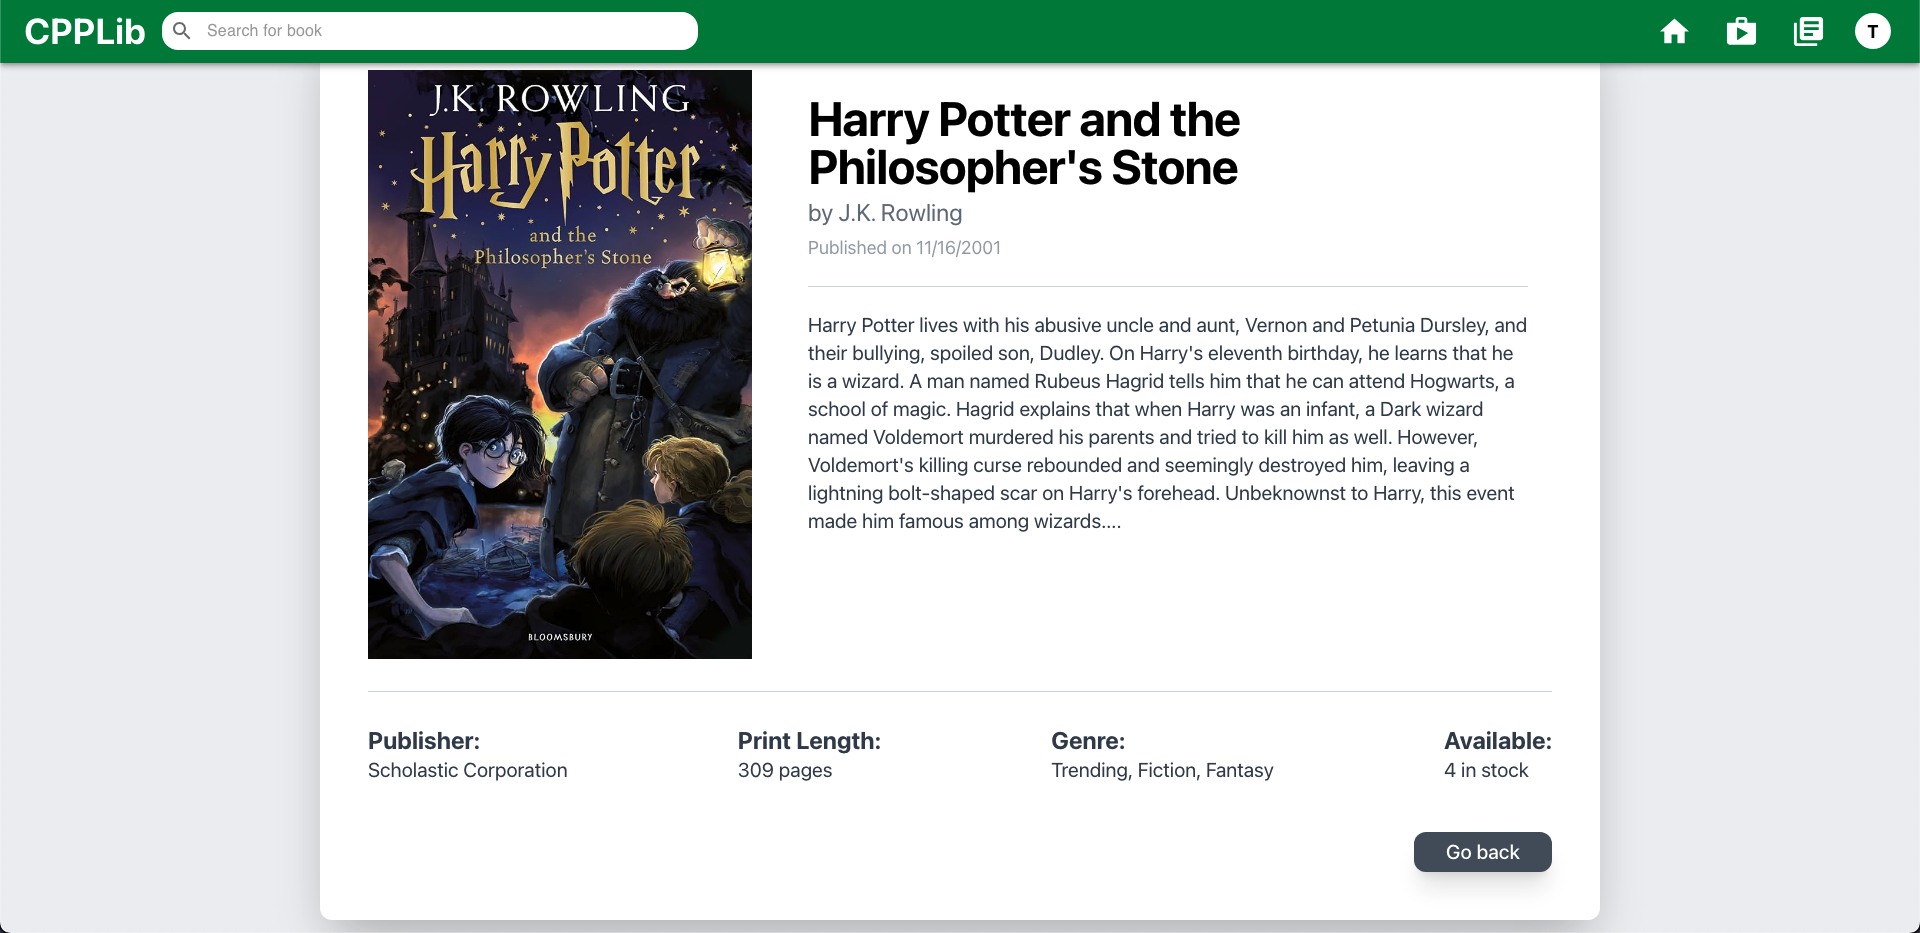 CPPLib
Search for book
T
J.K. ROWLING
Harry Potter
and the
Philosopher's Stone
BLOOMSBURY
Harry Potter and the
Philosopher's Stone
by J.K. Rowling
Published on 11/16/2001
Harry Potter lives with his abusive uncle and aunt, Vernon and Petunia Dursley, and
their bullying, spoiled son, Dudley. On Harry's eleventh birthday, he learns that he
is a wizard. A man named Rubeus Hagrid tells him that he can attend Hogwarts, a
school of magic. Hagrid explains that when Harry was an infant, a Dark wizard
named Voldemort murdered his parents and tried to kill him as well. However,
Voldemort's killing curse rebounded and seemingly destroyed him, leaving a
lightning bolt-shaped scar on Harry's forehead. Unbeknownst to Harry, this event
made him famous among wizards....
Publisher:
Scholastic Corporation
Print Length:
309 pages
Genre:
Trending, Fiction, Fantasy
Available:
4 in stock
Go back